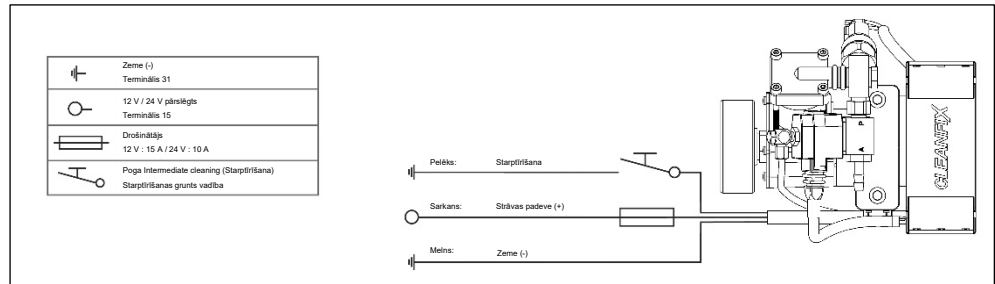 Zeme (-)
Terminālis 31
12 V / 24 V pārslēgts
Terminālis 15
Drošinātājs
12 V : 15 A / 24 V : 10 A
Poga Intermediate cleaning (Starptīrīšana)
Starptīrīšanas grunts vadība
Pelēks: Starptīrīšana
Sarkans: Strāvas padeve (+)
Melns: Zeme (-)
A P
CLEANFIX